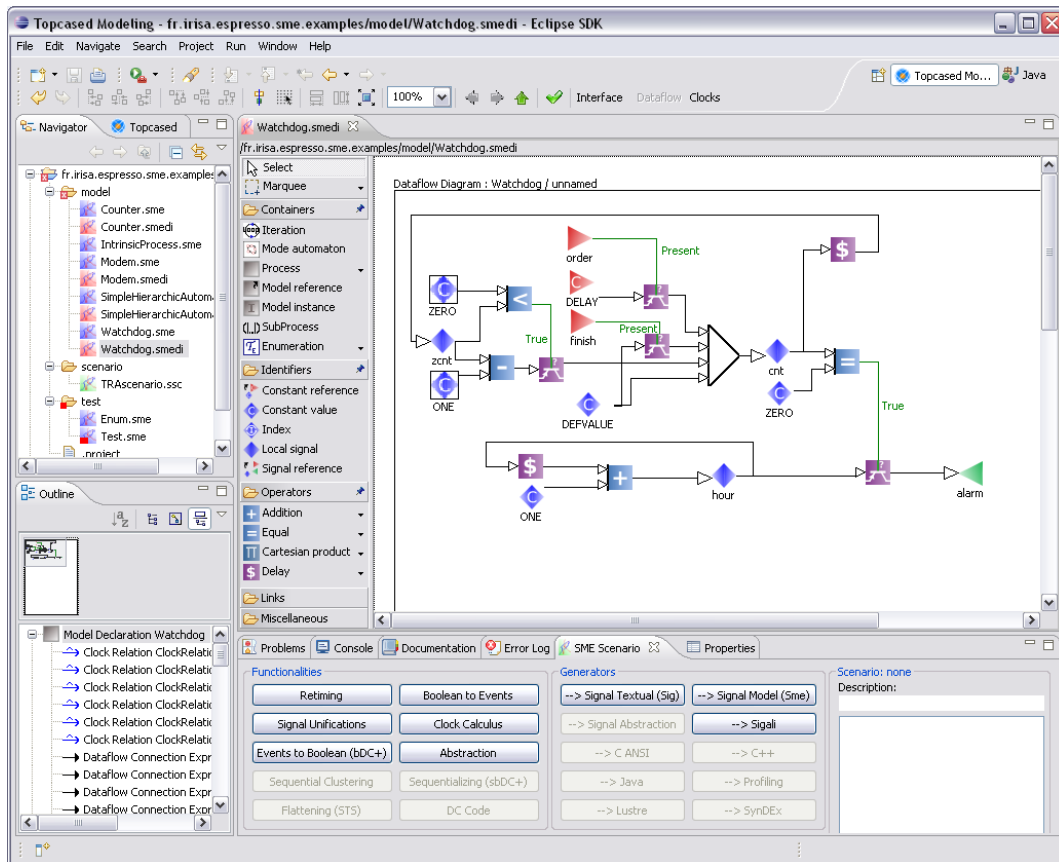 Topcased Modeling - fr.irisa.espresso.sme.examples/model/Watchdog.smedi - Eclipse SDK
File Edit Navigate Search Project Run Window Help
Topcased Mo... Java
100% Interface Dataflow Clocks
Navigator Topcased
Watchdog.smedi
/fr.irisa.espresso.sme.examples/model/Watchdog.smedi
fr.irisa.espresso.sme.examples
model
Counter.sme
Counter.smedi
IntrinsicProcess.sme
Modem.sme
Modem.smedi
SimpleHierarchicAutoma
SimpleHierarchicAutoma
Watchdog.sme
Watchdog.smedi
scenario
TRAscenario.ssc
test
Enum.sme
Test.sme
.project
Select
Marquee
Containers
Iteration
Mode automaton
Process
Model reference
Model instance
SubProcess
Enumeration
Identifiers
Constant reference
Constant value
Index
Local signal
Signal reference
Operators
Addition
Equal
Cartesian product
Delay
Links
Miscellaneous
Dataflow Diagram : Watchdog / unnamed
order
Present
$
C
ZERO
<
C
DELAY
True
finish
Present
zcnt
C
ONE
-
C
DEFVALUE
cnt
=
C
ZERO
True
$
C
ONE
+
hour
alarm
Outline
Model Declaration Watchdog
Clock Relation ClockRelatic
Clock Relation ClockRelatic
Clock Relation ClockRelatic
Clock Relation ClockRelatic
Clock Relation ClockRelatic
Clock Relation ClockRelatic
Dataflow Connection Expr
Dataflow Connection Expr
Dataflow Connection Expr
Dataflow Connection Expr
Problems Console Documentation Error Log SME Scenario Properties
Functionalities
Retiming Boolean to Events
Signal Unifications Clock Calculus
Events to Boolean (bDC+) Abstraction
Sequential Clustering Sequentializing (sbDC+)
Flattening (STS) DC Code
Generators
--> Signal Textual (Sig) --> Signal Model (Sme)
--> Signal Abstraction --> Sigali
--> C ANSI --> C++
--> Java --> Profiling
--> Lustre --> SynDEx
Scenario: none
Description: